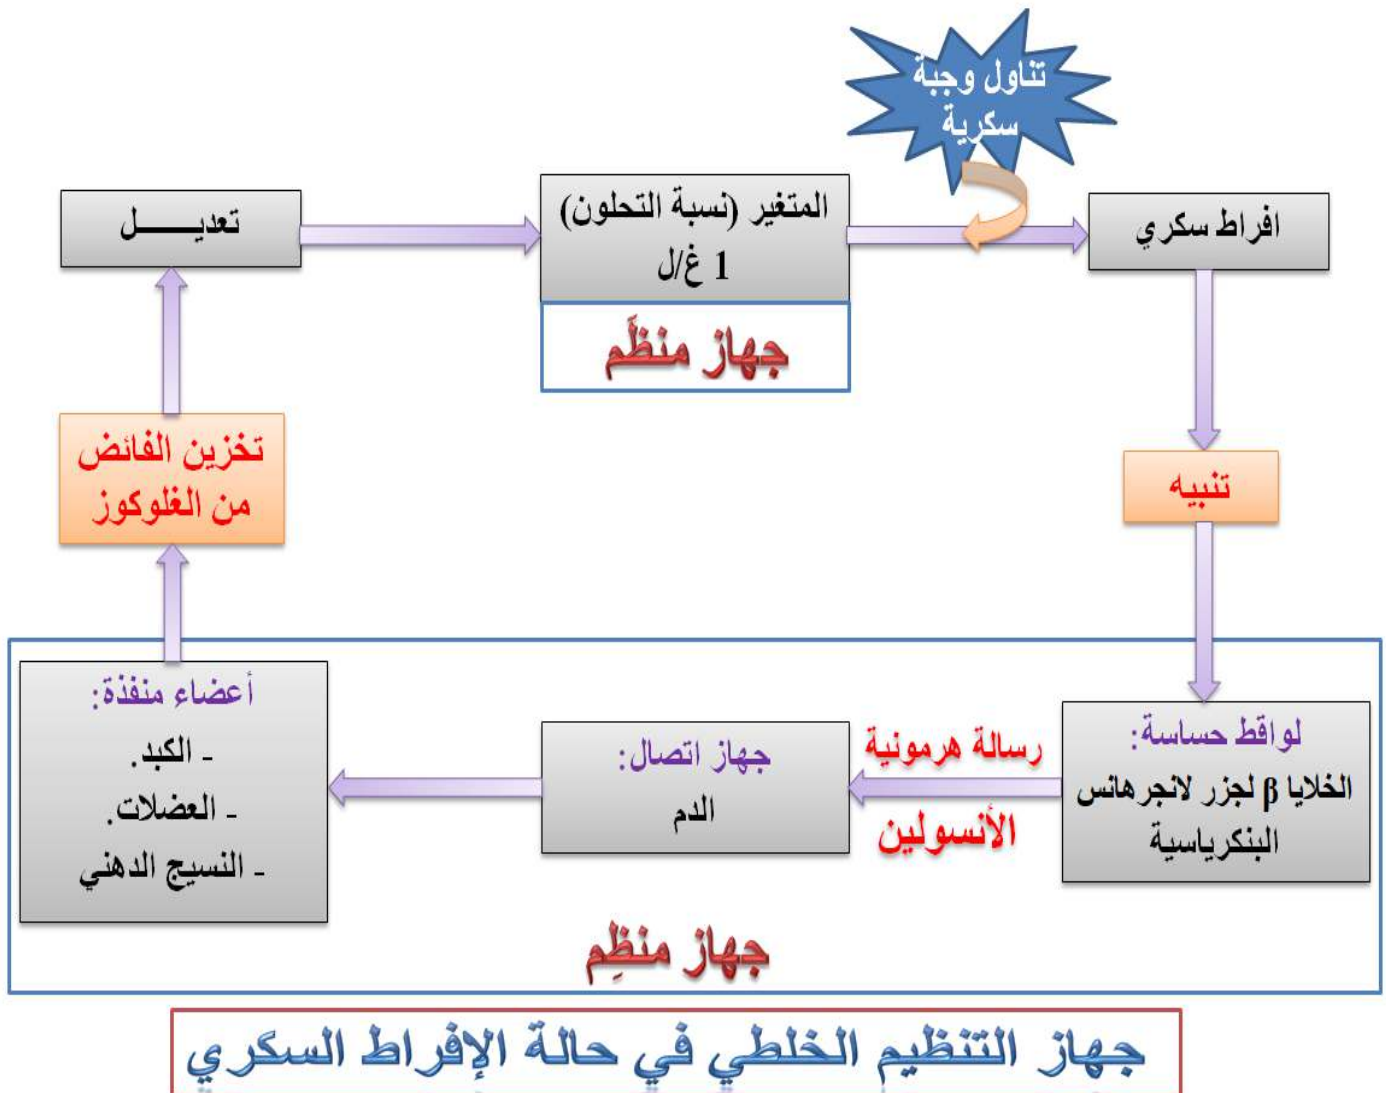 تناول وجبة
سكرية
افراط سكري
المتغير (نسبة التحلون)
1 غ/ل
جهاز منظَم
تعديـــــل
تنبيه
تخزين الفائض
من الغلوكوز
لواقط حساسة:
الخلايا β لجزر لانجرهانس
البنكرياسية
رسالة هرمونية
الأنسولين
جهاز اتصال:
الدم
أعضاء منفذة:
- الكبد.
- العضلات.
- النسيج الدهني
جهاز منظِم
جهاز التنظيم الخلطي في حالة الإفراط السكري